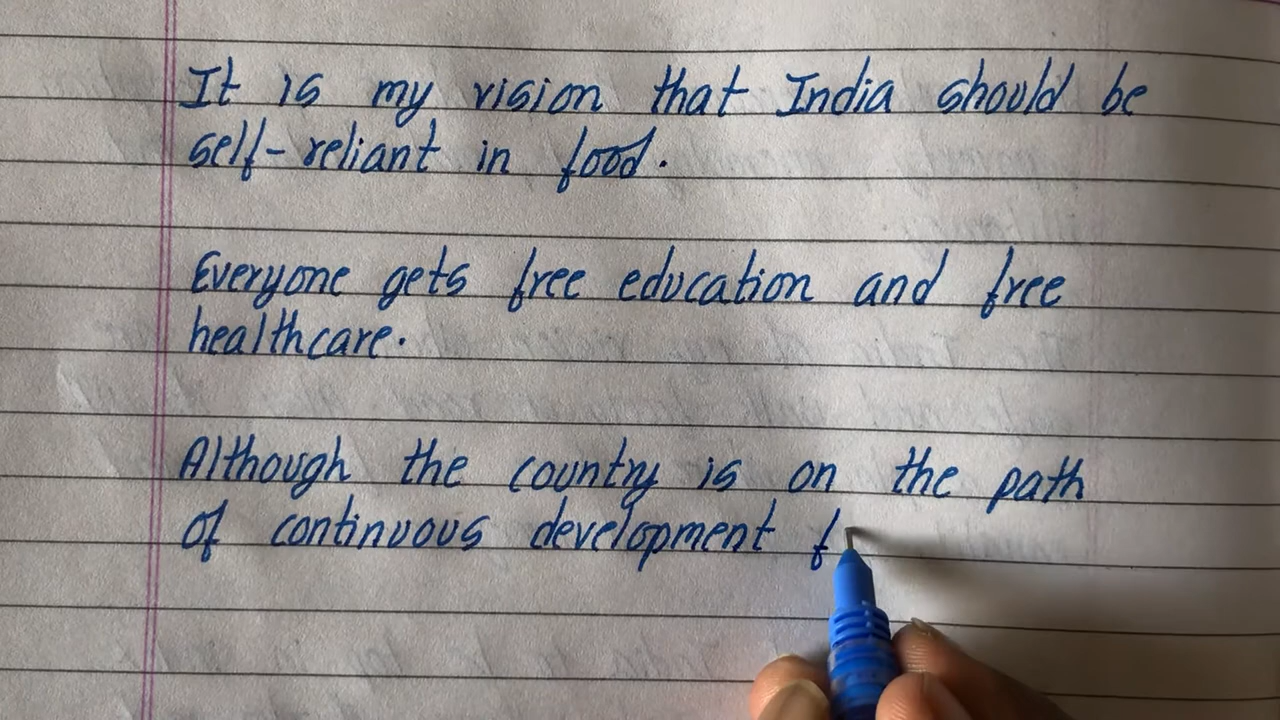 It is my vision that India should be
self-reliant in food.
Everyone gets free education and free
healthcare.
Although the country is on the path
of continuous development f